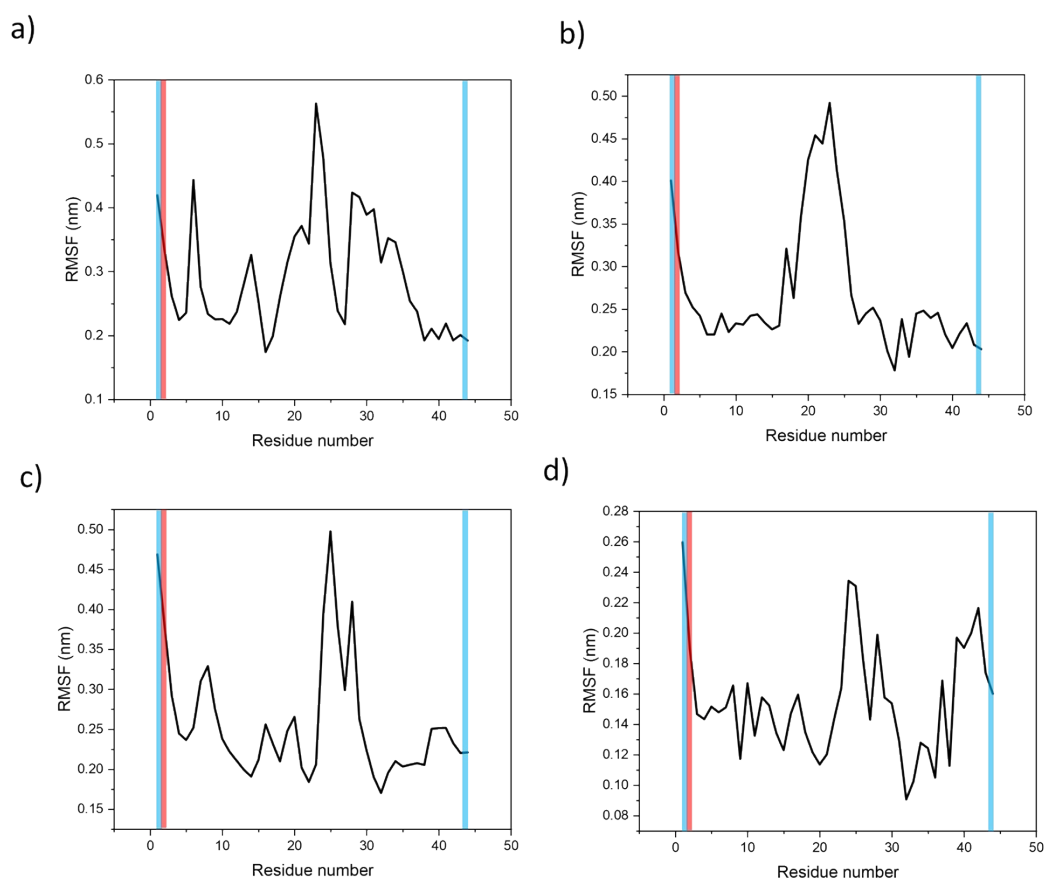 a)
0.6
0.5
0.4
0.3
0.2
0.1
RMSF (nm)
0 10 20 30 40 50
Residue number
b)
0.50
0.45
0.40
0.35
0.30
0.25
0.20
0.15
RMSF (nm)
0 10 20 30 40 50
Residue number
c)
0.50
0.45
0.40
0.35
0.30
0.25
0.20
0.15
RMSF (nm)
0 10 20 30 40 50
Residue number
d)
0.28
0.26
0.24
0.22
0.20
0.18
0.16
0.14
0.12
0.10
0.08
RMSF (nm)
0 10 20 30 40 50
Residue number